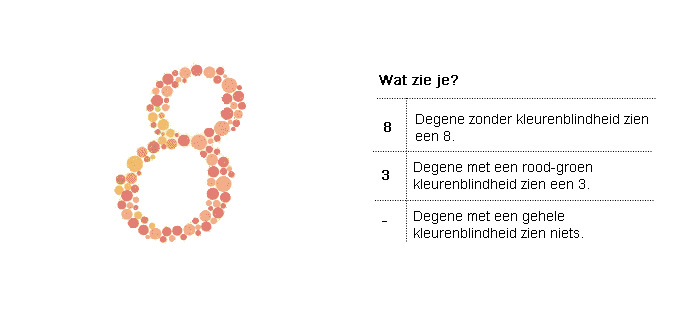 8
Wat zie je?
8
Degene zonder kleurenblindheid zien
een 8.
3
Degene met een rood-groen
kleurenblindheid zien een 3.
-
Degene met een gehele
kleurenblindheid zien niets.